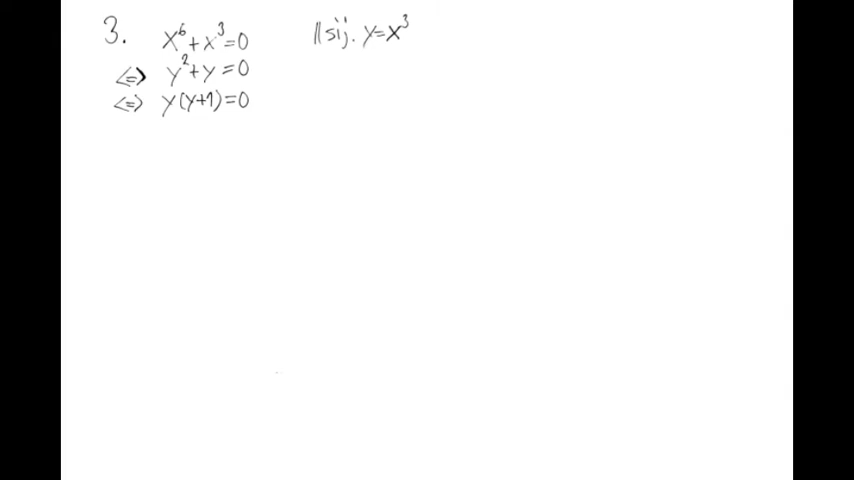 3. x⁶+x³=0 ||sij. y=x³
<=> y²+y=0
<=> y(y+1)=0